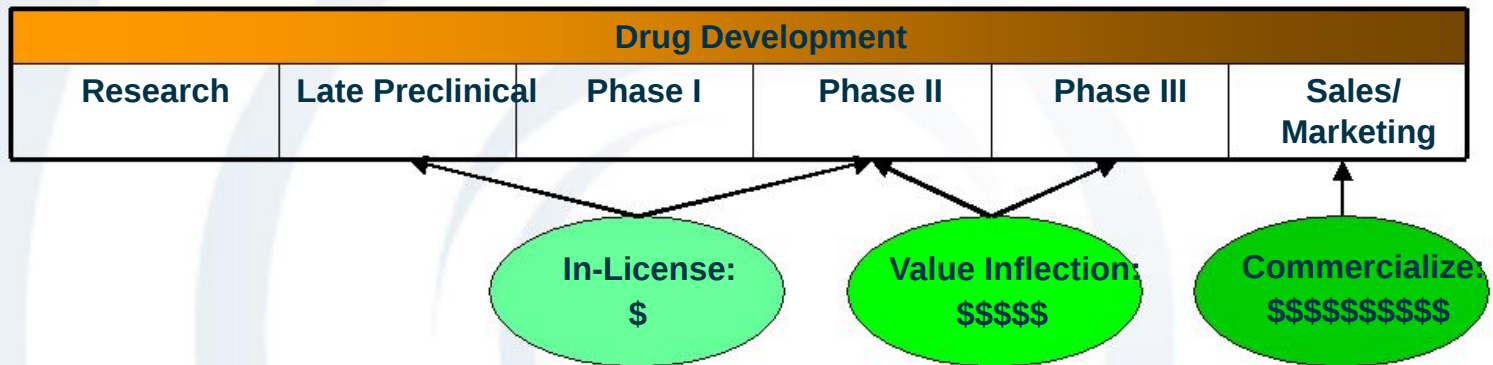 Drug Development
Research
Late Preclinical
Phase I
Phase II
Phase III
Sales/
Marketing
In-License:
$
Value Inflection:
$$$$$
Commercialize:
$$$$$$$$$$